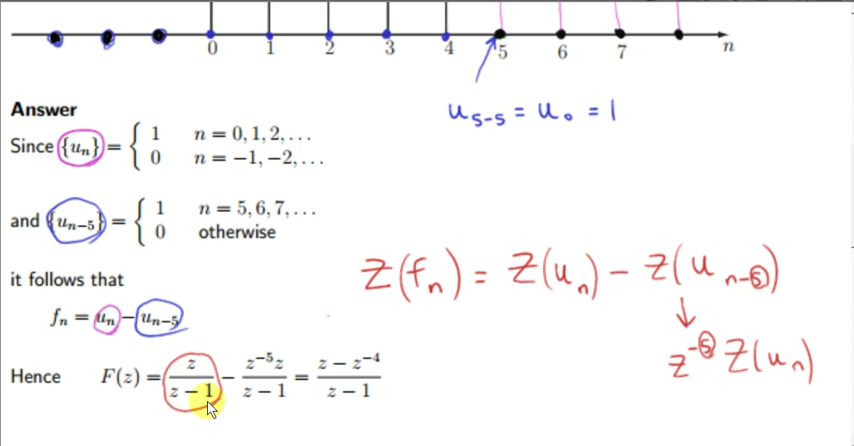 0 1 2 3 4 5 6 7 n
u₅₋₅ = u₀ = 1
Answer
Since {uₙ} = { 1 n = 0, 1, 2, ...
0 n = −1, −2, ...
and {uₙ₋₅} = { 1 n = 5, 6, 7, ...
0 otherwise
it follows that
fₙ = uₙ − uₙ₋₅
Z(fₙ) = Z(uₙ) − Z(uₙ₋₅)
↓
z⁻⁵ Z(uₙ)
Hence F(z) = z/(z − 1) − z⁻⁵z/(z − 1) = (z − z⁻⁴)/(z − 1)